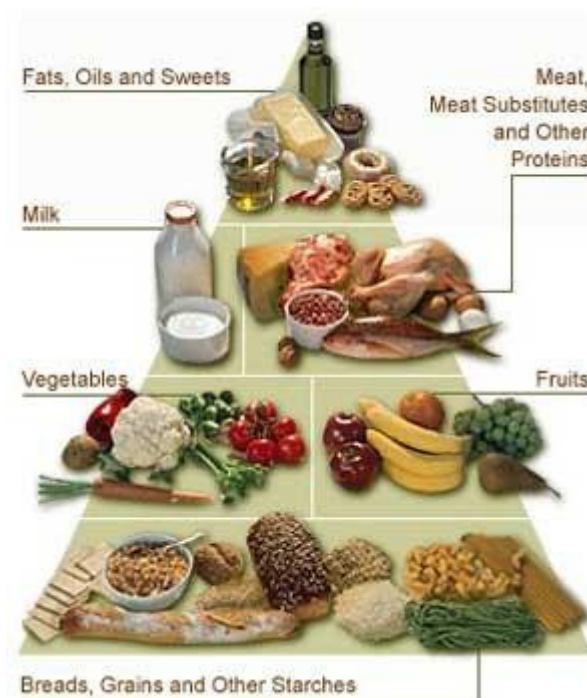 Fats, Oils and Sweets
Meat,
Meat Substitutes
and Other
Proteins
Milk
Vegetables
Fruits
Breads, Grains and Other Starches